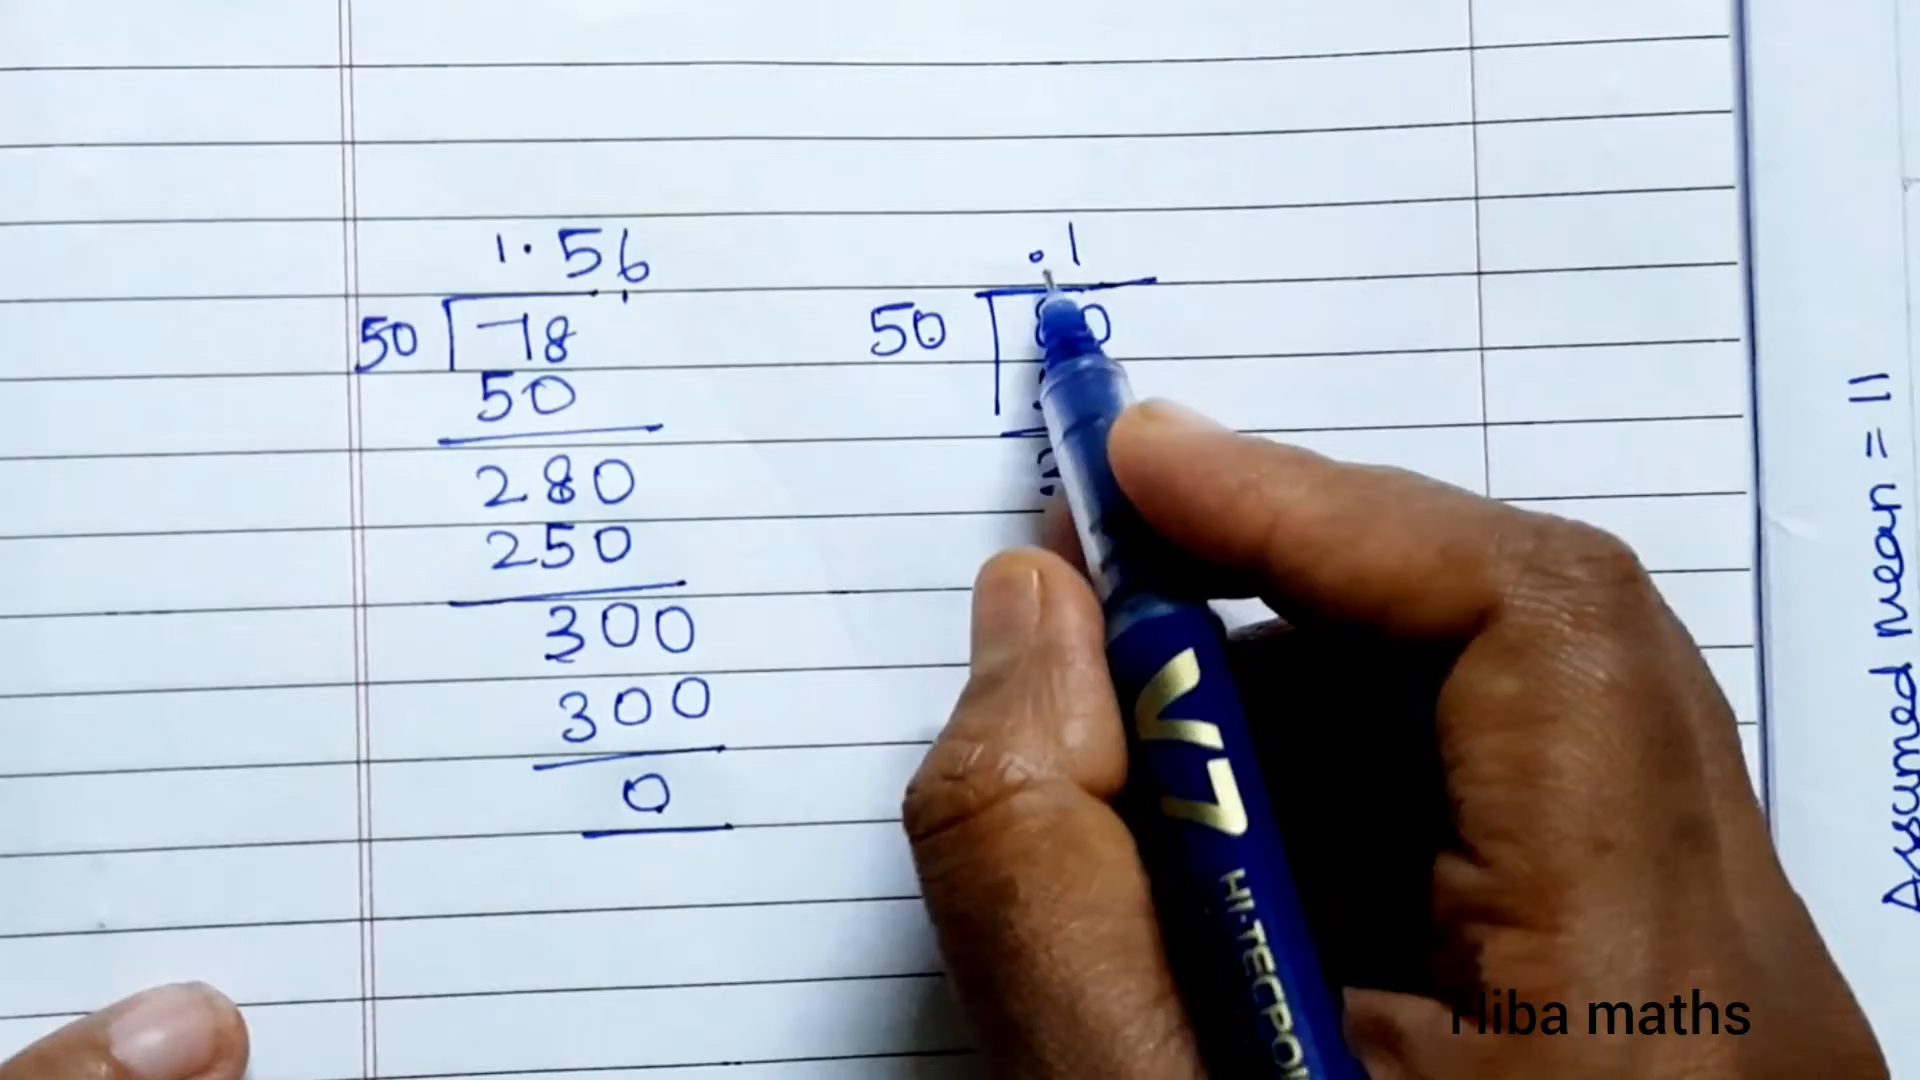 1.56
50 78
50
280
250
300
300
0
.1
50 80
Assumed mean = 11
V7
HI-TECPOI
Hiba maths